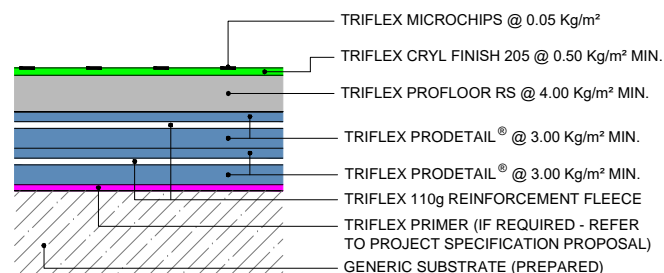 TRIFLEX MICROCHIPS @ 0.05 Kg/m²
TRIFLEX CRYL FINISH 205 @ 0.50 Kg/m² MIN.
TRIFLEX PROFLOOR RS @ 4.00 Kg/m² MIN.
TRIFLEX PRODETAIL® @ 3.00 Kg/m² MIN.
TRIFLEX PRODETAIL® @ 3.00 Kg/m² MIN.
TRIFLEX 110g REINFORCEMENT FLEECE
TRIFLEX PRIMER (IF REQUIRED - REFER
TO PROJECT SPECIFICATION PROPOSAL)
GENERIC SUBSTRATE (PREPARED)